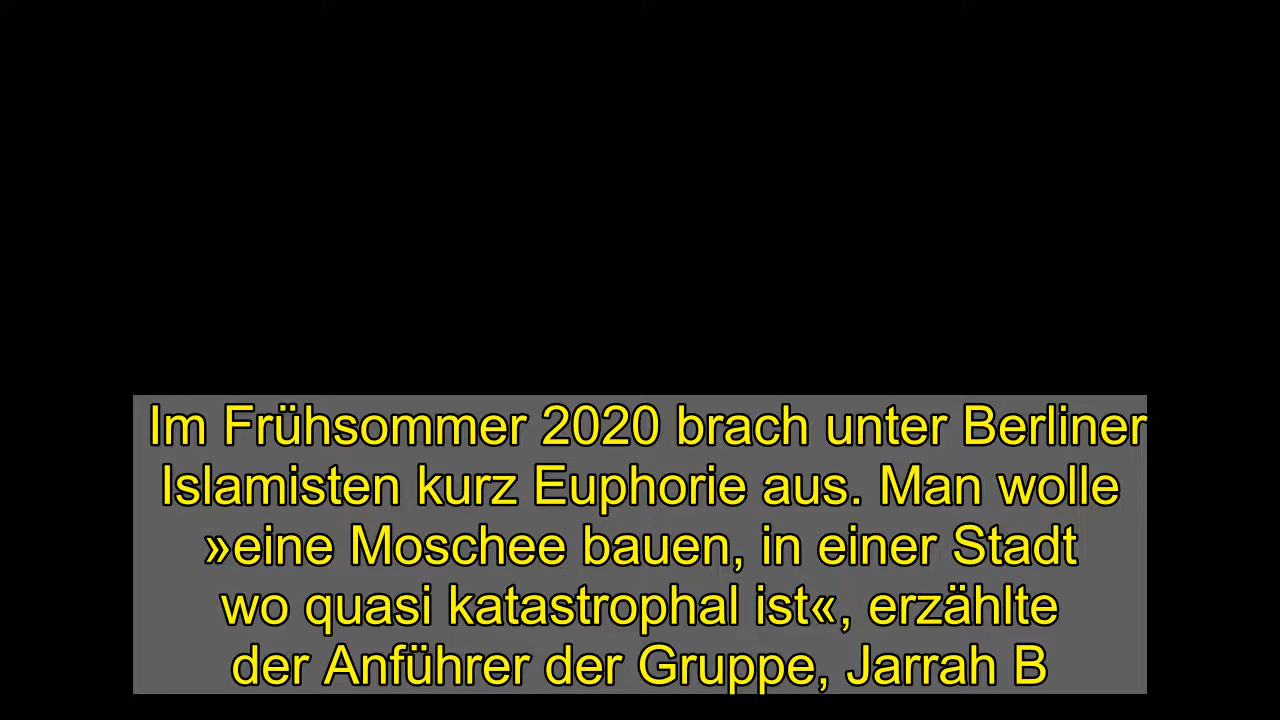 Im Frühsommer 2020 brach unter Berliner
Islamisten kurz Euphorie aus. Man wolle
»eine Moschee bauen, in einer Stadt
wo quasi katastrophal ist«, erzählte
der Anführer der Gruppe, Jarrah B